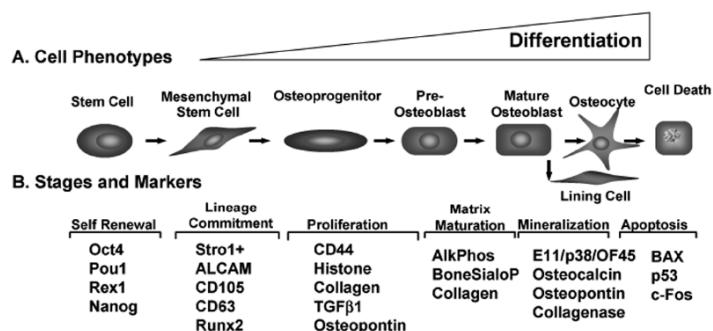 Differentiation
A. Cell Phenotypes
Stem Cell
Mesenchymal
Stem Cell
Osteoprogenitor
Pre-
Osteoblast
Mature
Osteoblast
Osteocyte
Cell Death
Lining Cell
B. Stages and Markers
Self Renewal
Lineage
Commitment
Proliferation
Matrix
Maturation
Mineralization
Apoptosis
Oct4
Pou1
Rex1
Nanog
Stro1+
ALCAM
CD105
CD63
Runx2
CD44
Histone
Collagen
TGFβ1
Osteopontin
AlkPhos
BoneSialoP
Collagen
E11/p38/OF45
Osteocalcin
Osteopontin
Collagenase
BAX
p53
c-Fos